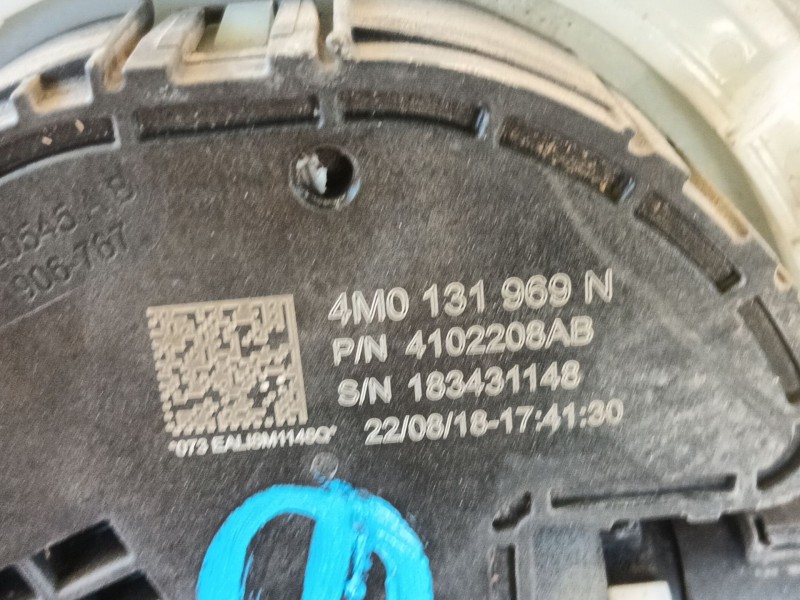 906-767
4M0 131 969 N
P/N 4102208AB
S/N 183431148
22/08/18-17:41:30